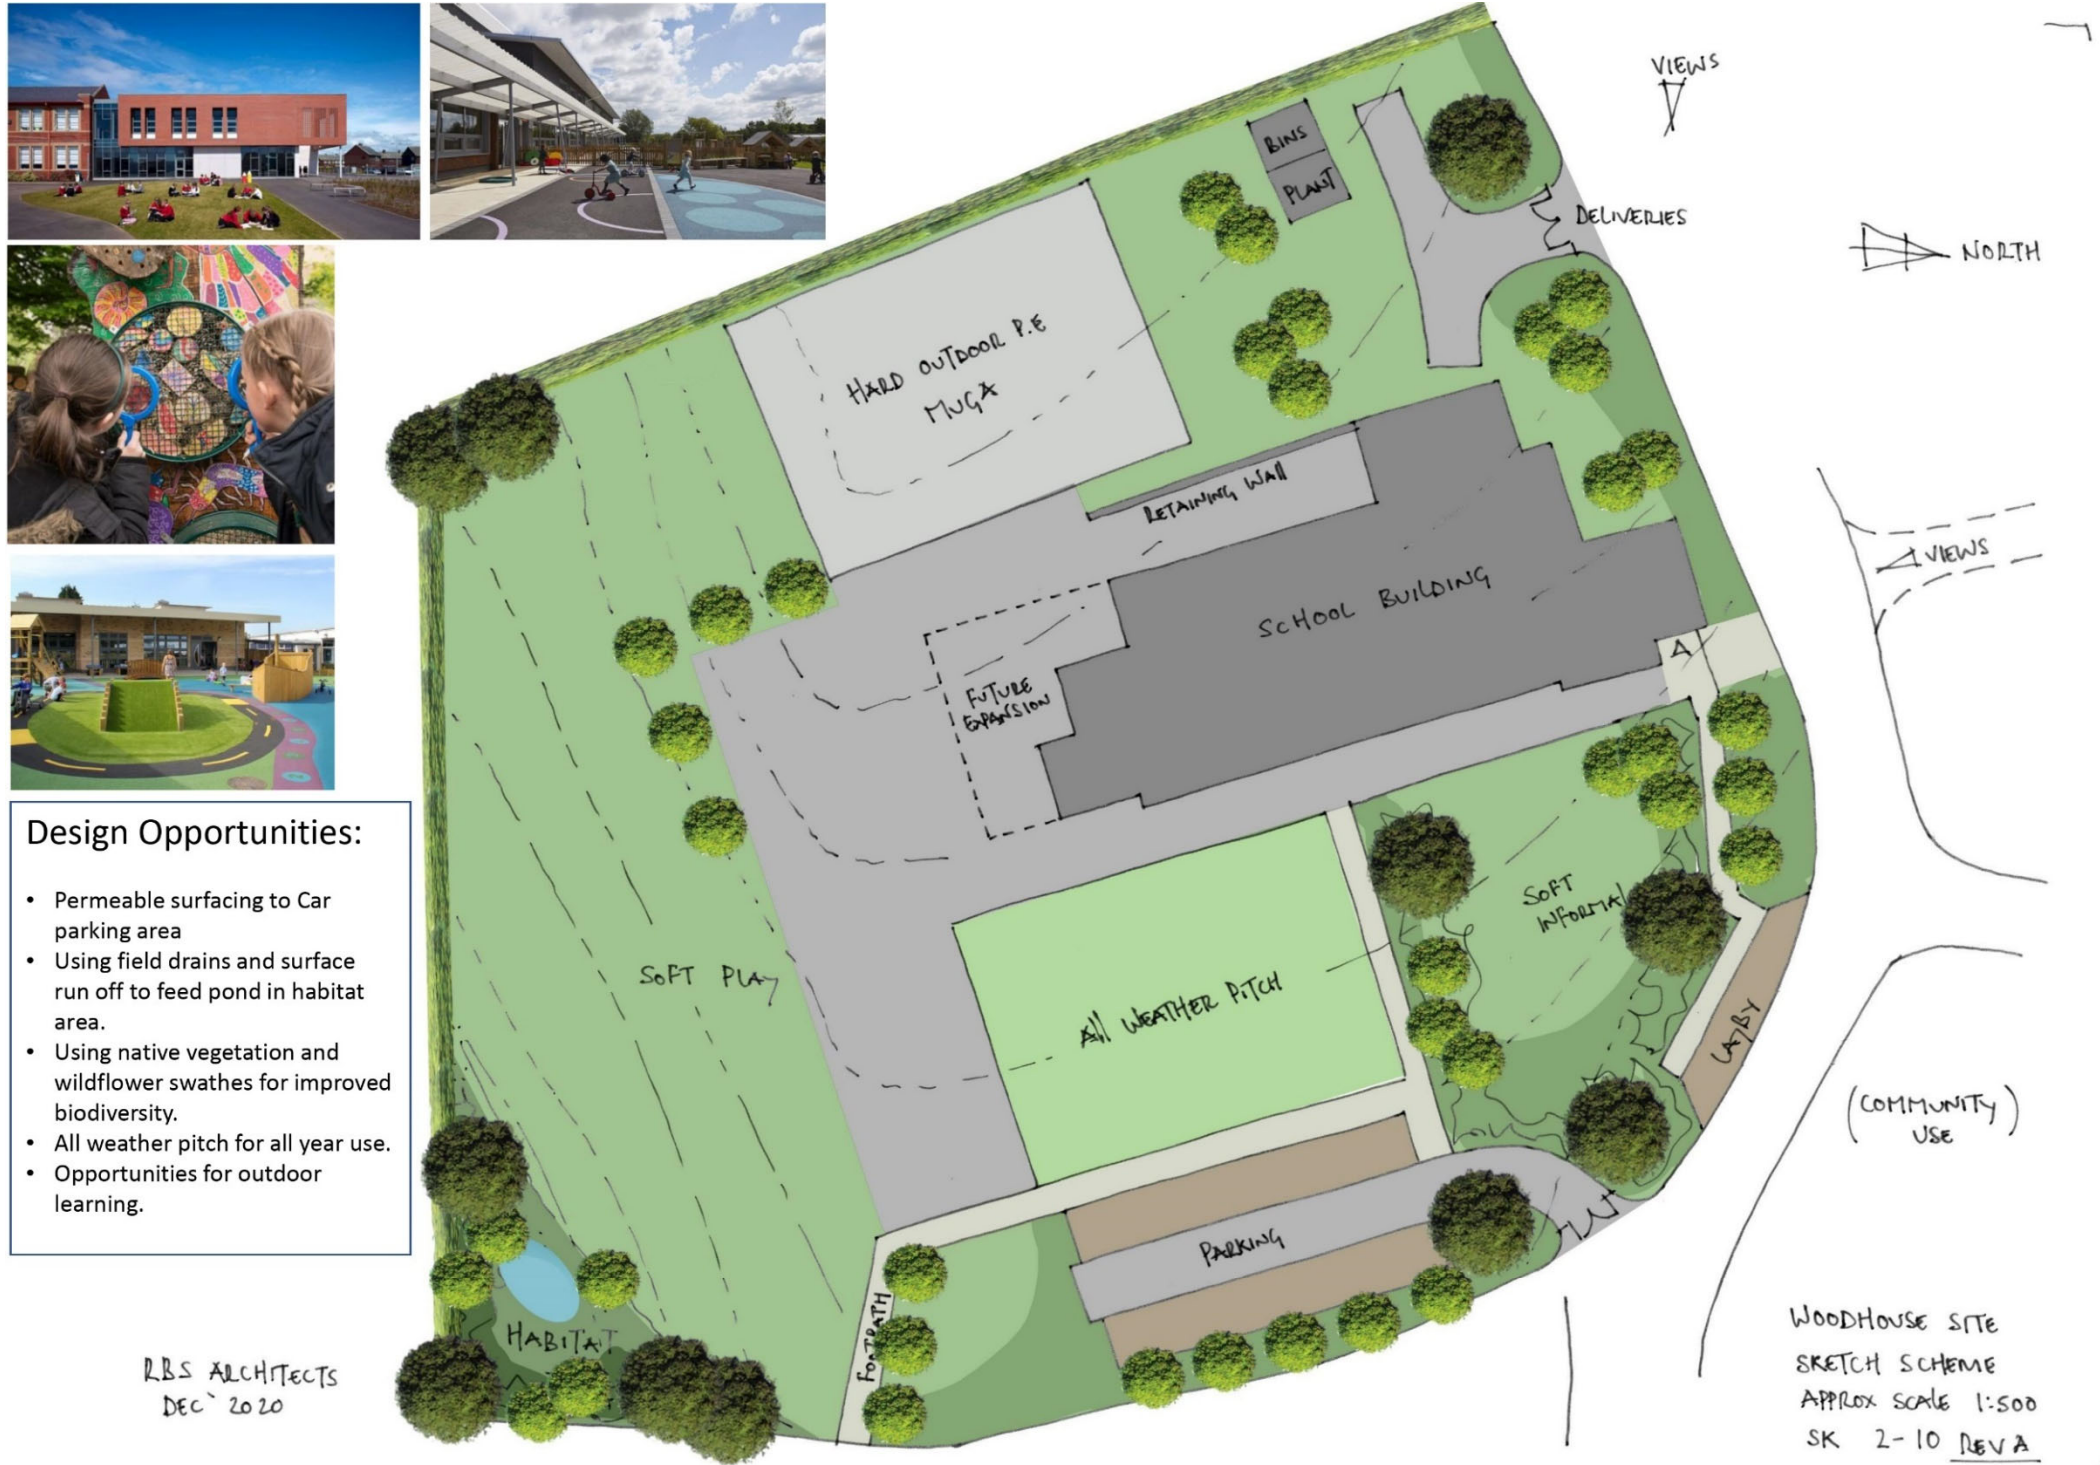 VIEWS
BINS
PLANT
DELIVERIES
NORTH
HARD OUTDOOR P.E
MUGA
RETAINING WALL
VIEWS
SCHOOL BUILDING
FUTURE
EXPANSION
A
SOFT
INFORMAL
SOFT PLAY
All WEATHER PITCH
LAYBY
(COMMUNITY)
USE
PARKING
FOOTPATH
HABITAT
Design Opportunities:
• Permeable surfacing to Car
parking area
• Using field drains and surface
run off to feed pond in habitat
area.
• Using native vegetation and
wildflower swathes for improved
biodiversity.
• All weather pitch for all year use.
• Opportunities for outdoor
learning.
RBS ARCHITECTS
DEC' 2020
WOODHOUSE SITE
SKETCH SCHEME
APPROX SCALE 1:500
SK 2-10 REV A